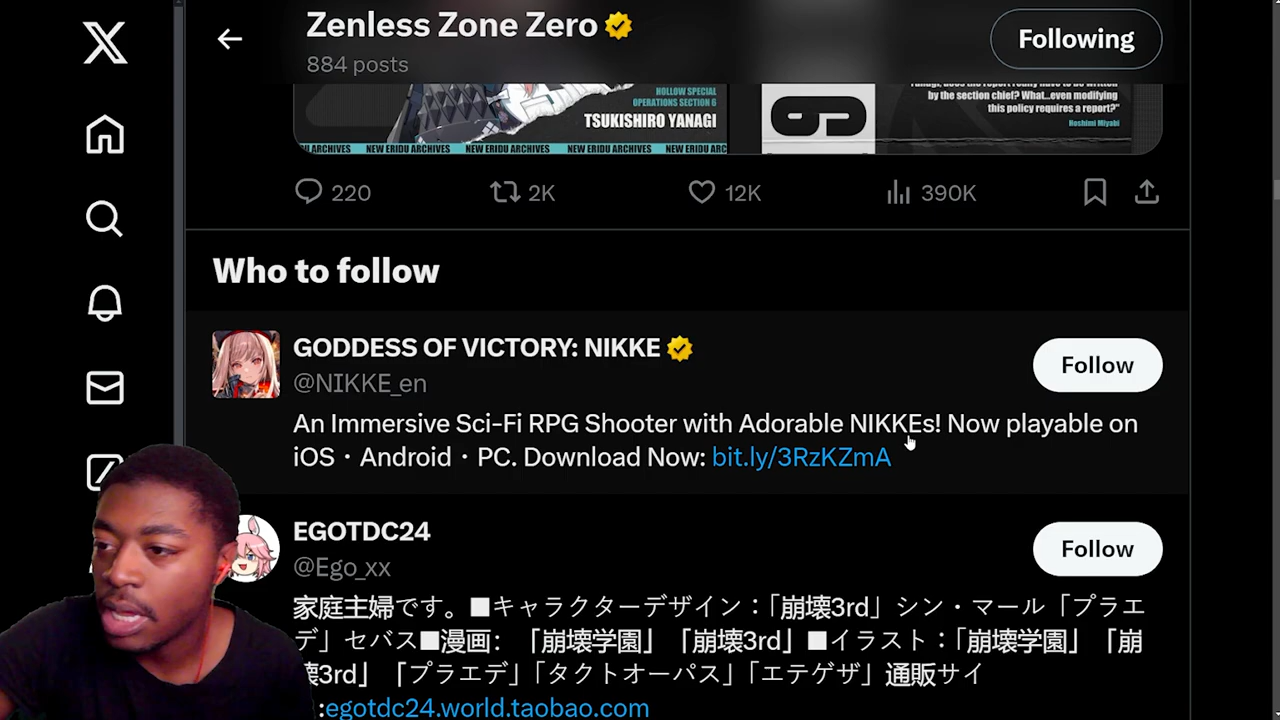 Zenless Zone Zero
884 posts
Following
HOLLOW SPECIAL
OPERATIONS SECTION 6
TSUKISHIRO YANAGI
ARCHIVES NEW ERIDU ARCHIVES NEW ERIDU ARCHIVES NEW ERIDU ARCHIVES NEW ERIDU ARC
6
by the section chief? What...even modifying
this policy requires a report?"
Hoshimi Miyabi
220 2K 12K 390K
Who to follow
GODDESS OF VICTORY: NIKKE
@NIKKE_en
Follow
An Immersive Sci-Fi RPG Shooter with Adorable NIKKEs! Now playable on
iOS・Android・PC. Download Now: bit.ly/3RzKZmA
EGOTDC24
@Ego_xx
Follow
家庭主婦です。■キャラクターデザイン：「崩壊3rd」シン・マール「プラエ
デ」セバス■漫画：「崩壊学園」「崩壊3rd」■イラスト：「崩壊学園」「崩
壊3rd」「プラエデ」「タクトオーパス」「エテゲザ」通販サイ
:egotdc24.world.taobao.com